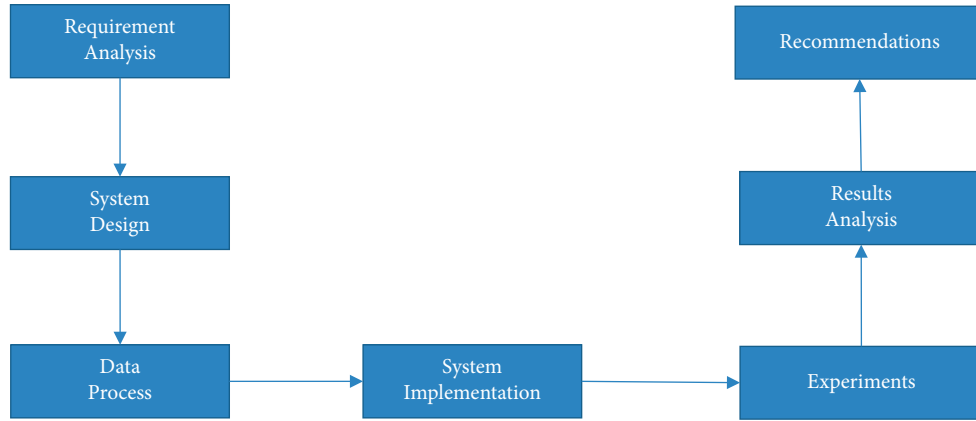 Requirement
Analysis
System
Design
Data
Process
System
Implementation
Experiments
Results
Analysis
Recommendations